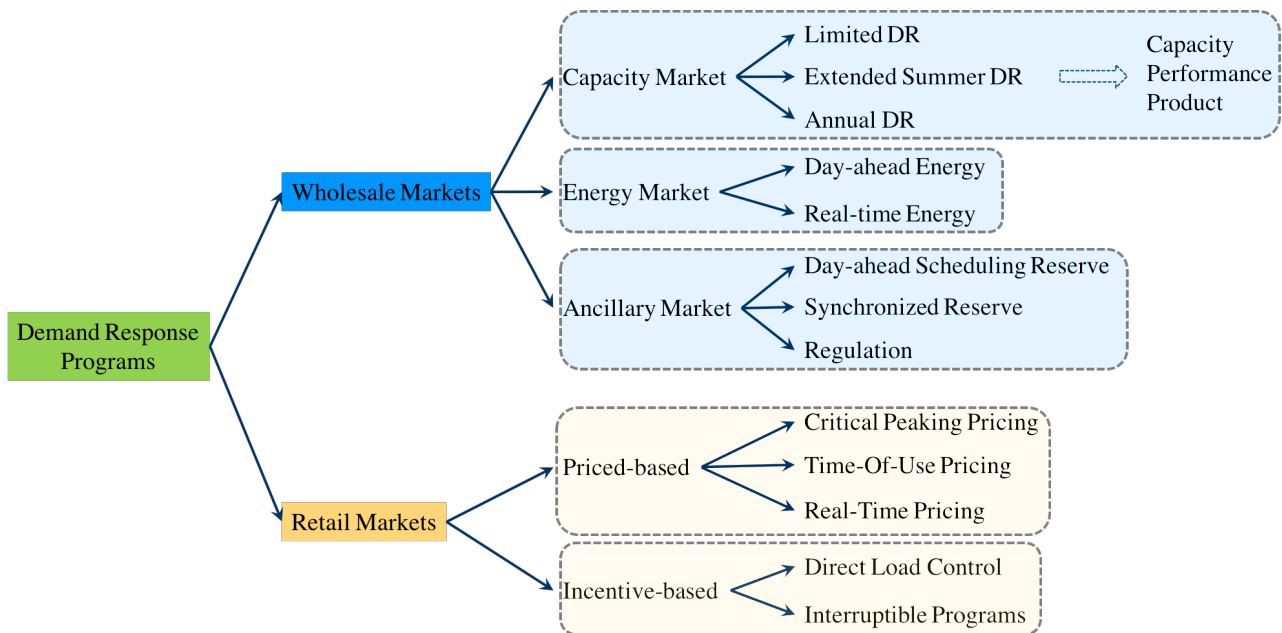 Demand Response
Programs
Wholesale Markets
Capacity Market
Limited DR
Extended Summer DR
Annual DR
Capacity
Performance
Product
Energy Market
Day-ahead Energy
Real-time Energy
Ancillary Market
Day-ahead Scheduling Reserve
Synchronized Reserve
Regulation
Retail Markets
Priced-based
Critical Peaking Pricing
Time-Of-Use Pricing
Real-Time Pricing
Incentive-based
Direct Load Control
Interruptible Programs